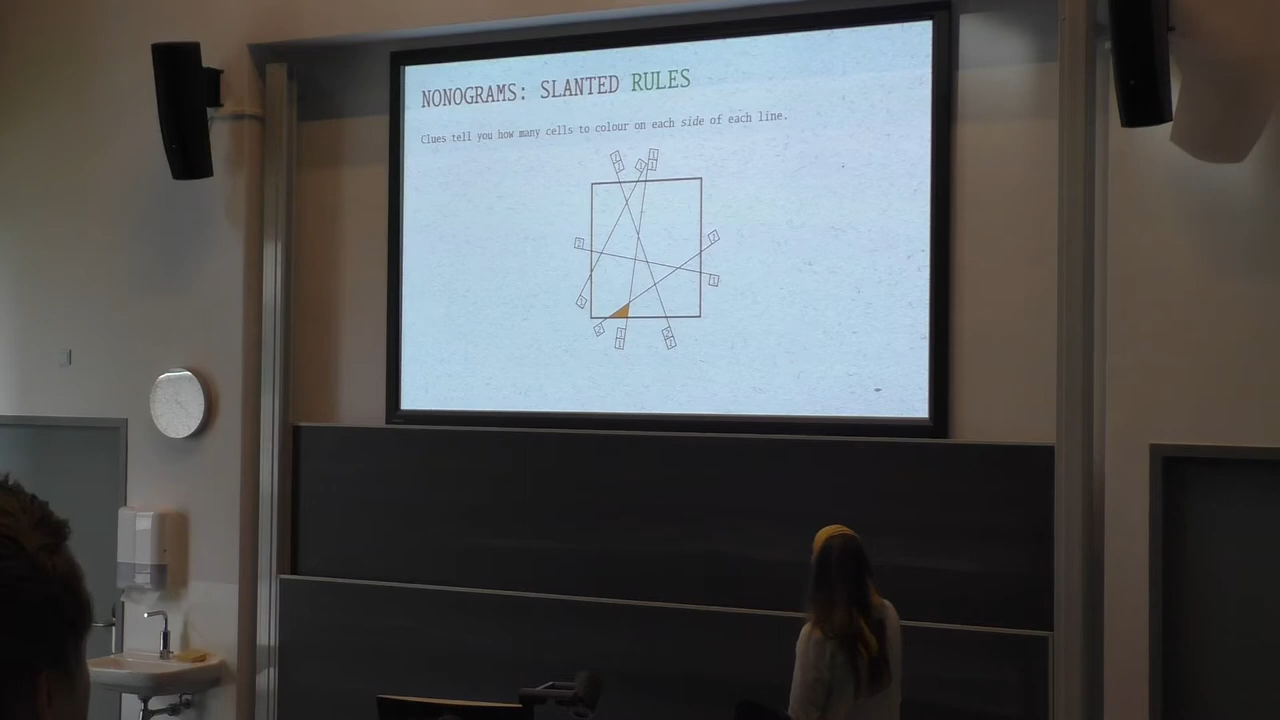 NONOGRAMS: SLANTED RULES
Clues tell you how many cells to colour on each side of each line.